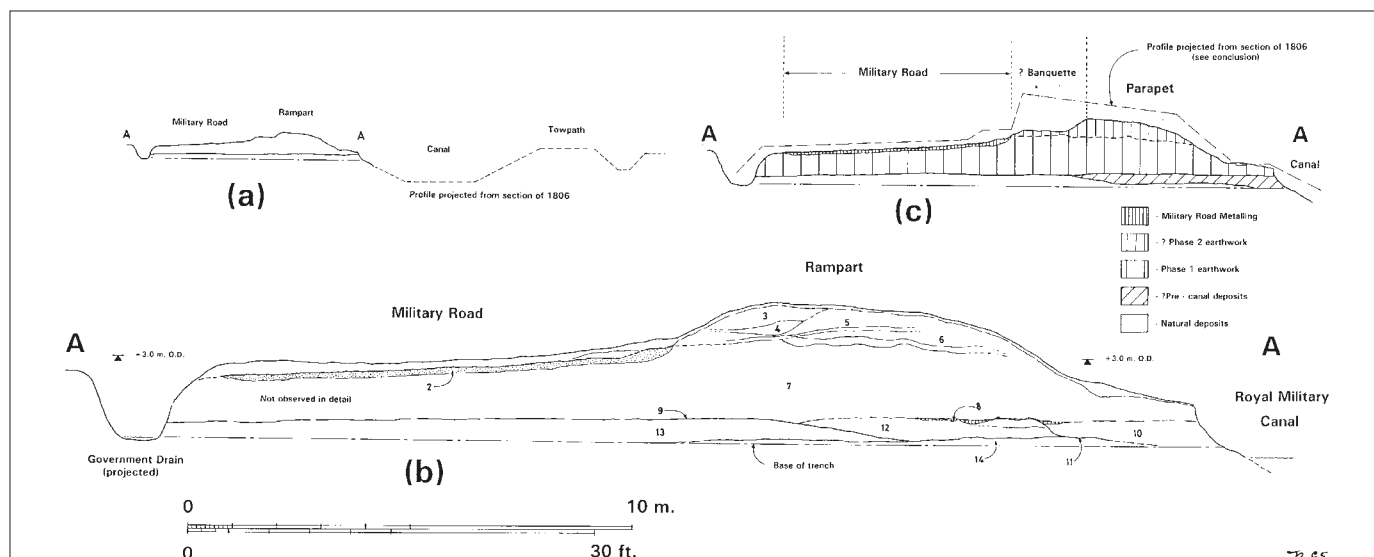 Profile projected from section of 1806
(see conclusion)
Military Road
? Banquette
Parapet
A
A
Canal
A
Military Road
Rampart
A
Canal
Towpath
Profile projected from section of 1806
(a)
(c)
- Military Road Metalling
- ? Phase 2 earthwork
- Phase 1 earthwork
- ?Pre - canal deposits
- Natural deposits
Rampart
Military Road
A
+3.0 m. O.D.
3
4
5
6
+3.0 m. O.D.
A
2
7
Not observed in detail
Royal Military
Canal
9
8
12
10
13
14
11
Base of trench
Government Drain
(projected)
(b)
0
10 m.
0
30 ft.